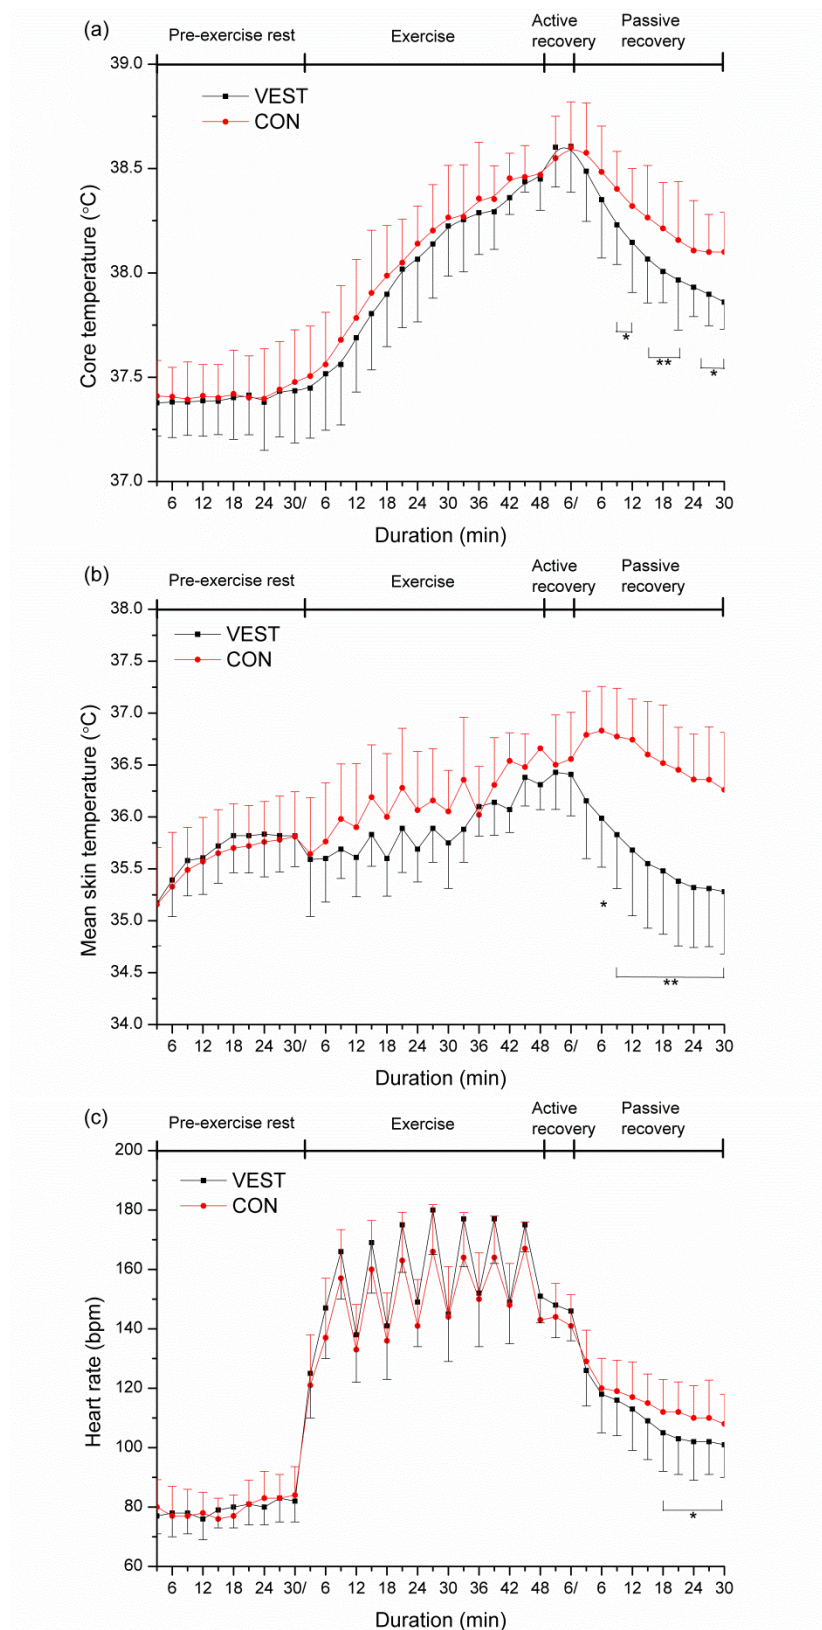 (a)
Pre-exercise rest Exercise Active recovery Passive recovery
39.0
38.5
38.0
37.5
37.0
Core temperature (°C)
VEST
CON
* ** *
6 12 18 24 30/ 6 12 18 24 30 36 42 48 6/ 6 12 18 24 30
Duration (min)
(b)
Pre-exercise rest Exercise Active recovery Passive recovery
38.0
37.5
37.0
36.5
36.0
35.5
35.0
34.5
34.0
Mean skin temperature (°C)
VEST
CON
*
**
6 12 18 24 30/ 6 12 18 24 30 36 42 48 6/ 6 12 18 24 30
Duration (min)
(c)
Pre-exercise rest Exercise Active recovery Passive recovery
200
180
160
140
120
100
80
60
Heart rate (bpm)
VEST
CON
*
6 12 18 24 30/ 6 12 18 24 30 36 42 48 6/ 6 12 18 24 30
Duration (min)